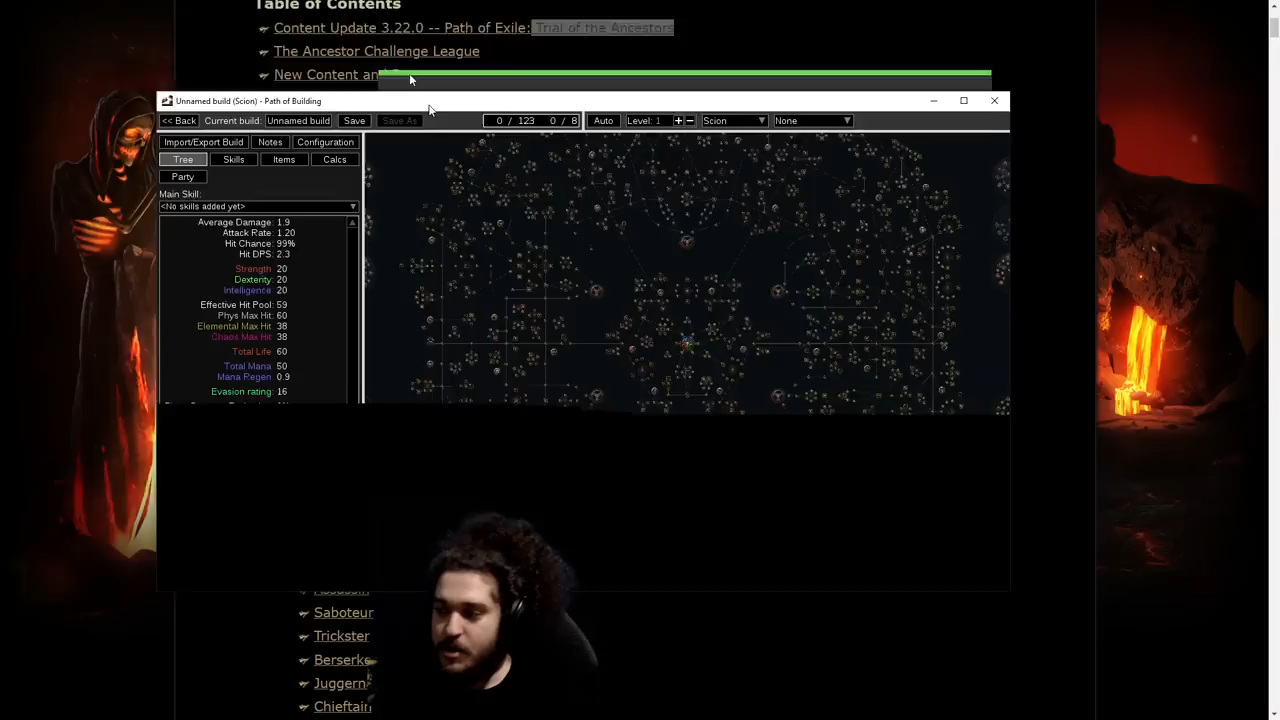 Table of Contents
Content Update 3.22.0 -- Path of Exile: Trial of the Ancestors
The Ancestor Challenge League
New Content an
Unnamed build (Scion) - Path of Building
<< Back Current build: Unnamed build Save Save As 0 / 123 0 / 8 Auto Level: 1 + − Scion None
Import/Export Build Notes Configuration
Tree Skills Items Calcs
Party
Main Skill:
<No skills added yet>
Average Damage: 1.9
Attack Rate: 1.20
Hit Chance: 99%
Hit DPS: 2.3
Strength: 20
Dexterity: 20
Intelligence: 20
Effective Hit Pool: 59
Phys Max Hit: 60
Elemental Max Hit: 38
Chaos Max Hit: 38
Total Life: 60
Total Mana: 50
Mana Regen: 0.9
Evasion rating: 16
Assassin
Saboteur
Trickster
Berserke
Juggern
Chieftain